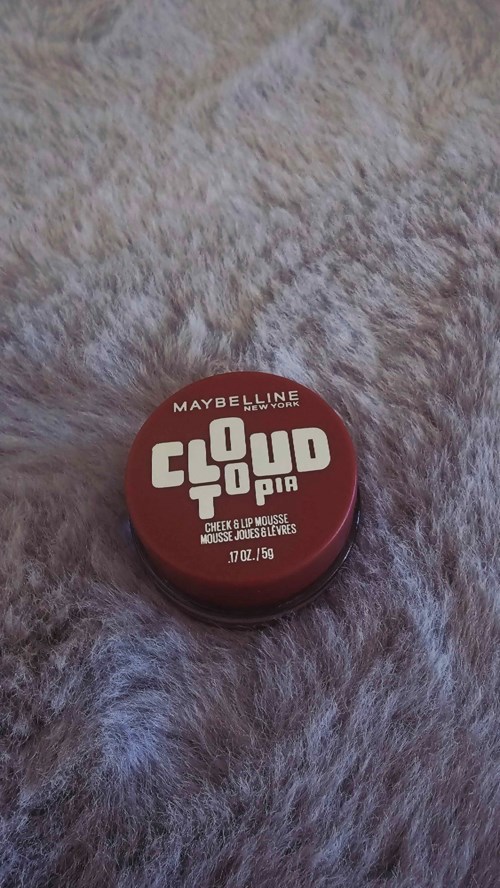 MAYBELLINE
NEW YORK
CLOUD
TOPIA
CHEEK & LIP MOUSSE
MOUSSE JOUES & LÈVRES
.17 OZ. / 5g